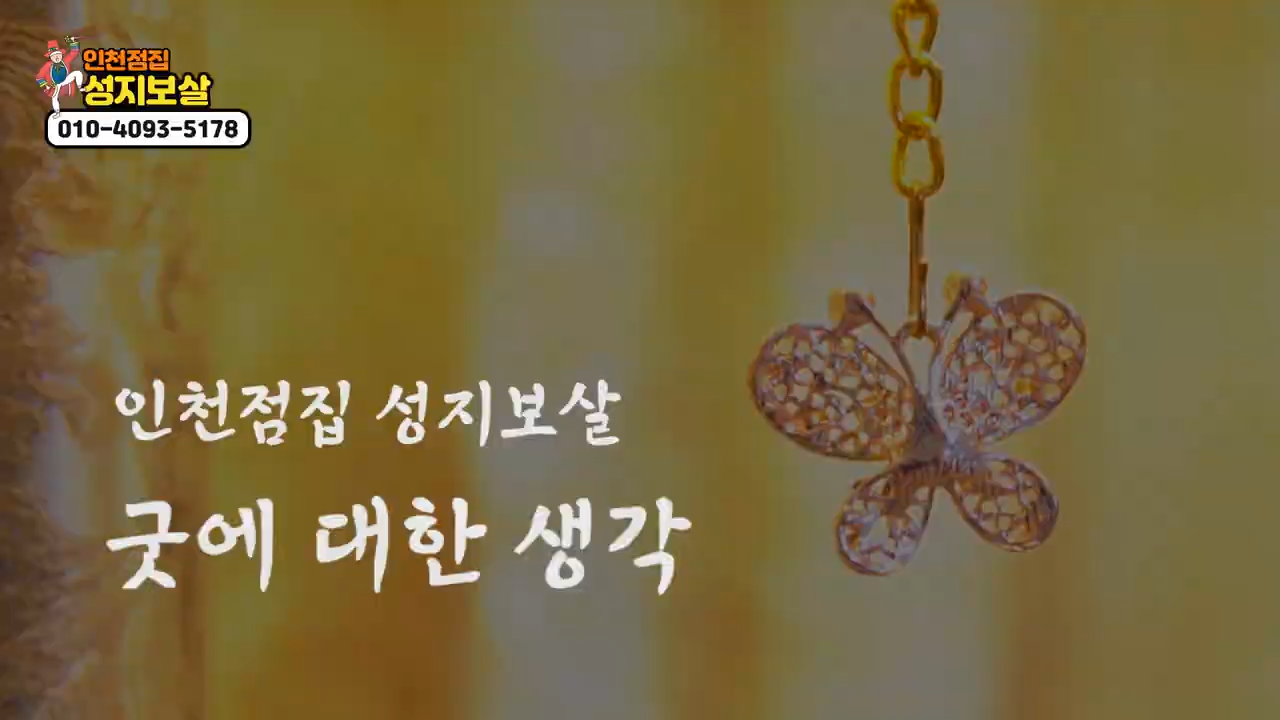 인천점집
성지보살
010-4093-5178
인천점집 성지보살
굿에 대한 생각